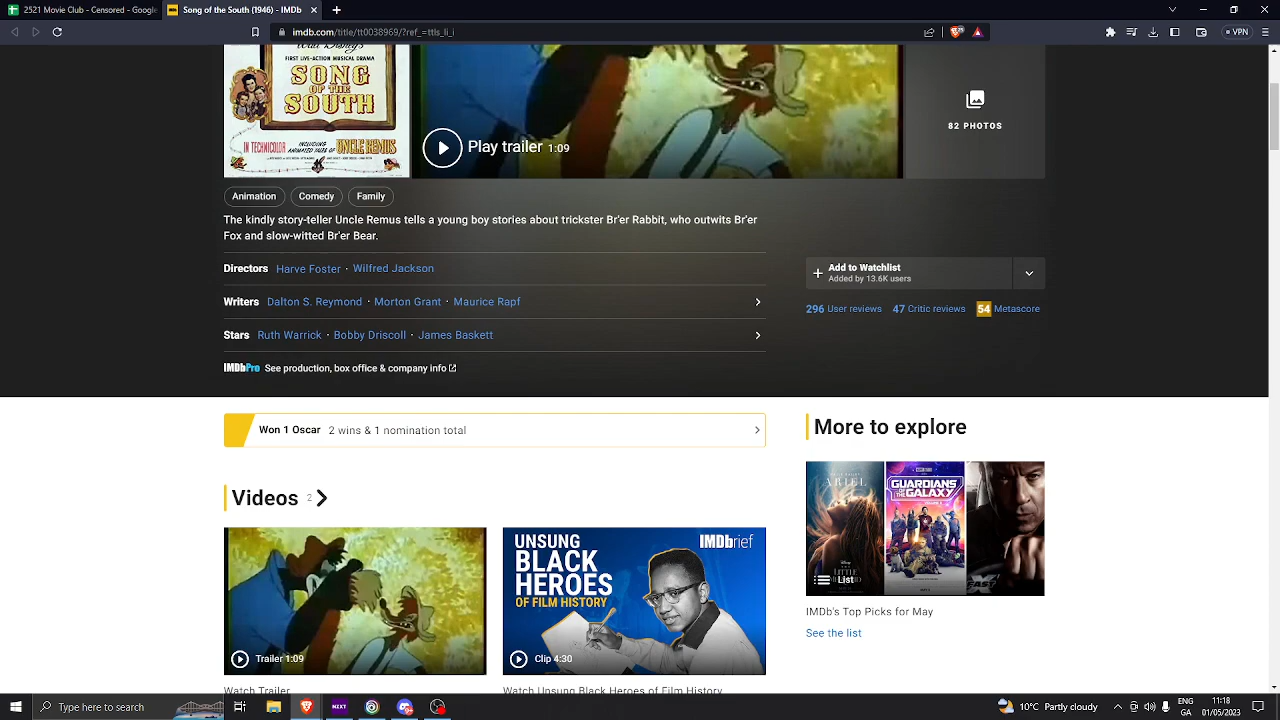 2521 Movie Club - Censored - Google
Song of the South (1946) - IMDb
imdb.com/title/tt0038969/?ref_=ttls_li_i
VPN
Walt Disney's
FIRST LIVE-ACTION MUSICAL DRAMA
SONG
OF THE
SOUTH
IN TECHNICOLOR
INCLUDING
ANIMATED TALES OF
UNCLE REMUS
Play trailer 1:09
82 PHOTOS
Animation
Comedy
Family
The kindly story-teller Uncle Remus tells a young boy stories about trickster Br'er Rabbit, who outwits Br'er
Fox and slow-witted Br'er Bear.
Directors Harve Foster · Wilfred Jackson
Add to Watchlist
Added by 13.6K users
Writers Dalton S. Reymond · Morton Grant · Maurice Rapf
296 User reviews 47 Critic reviews 54 Metascore
Stars Ruth Warrick · Bobby Driscoll · James Baskett
IMDbPro See production, box office & company info
Won 1 Oscar 2 wins & 1 nomination total
More to explore
Videos 2
ARIEL
GUARDIANS
OF THE GALAXY
UNSUNG
BLACK
HEROES
OF FILM HISTORY
IMDbrief
List
IMDb's Top Picks for May
See the list
Trailer 1:09
Clip 4:30
Watch Trailer
Watch Unsung Black Heroes of Film History
Type here to search
NEXT
10°C Partly cloudy
ENG
GA
11:18
01/05/2023